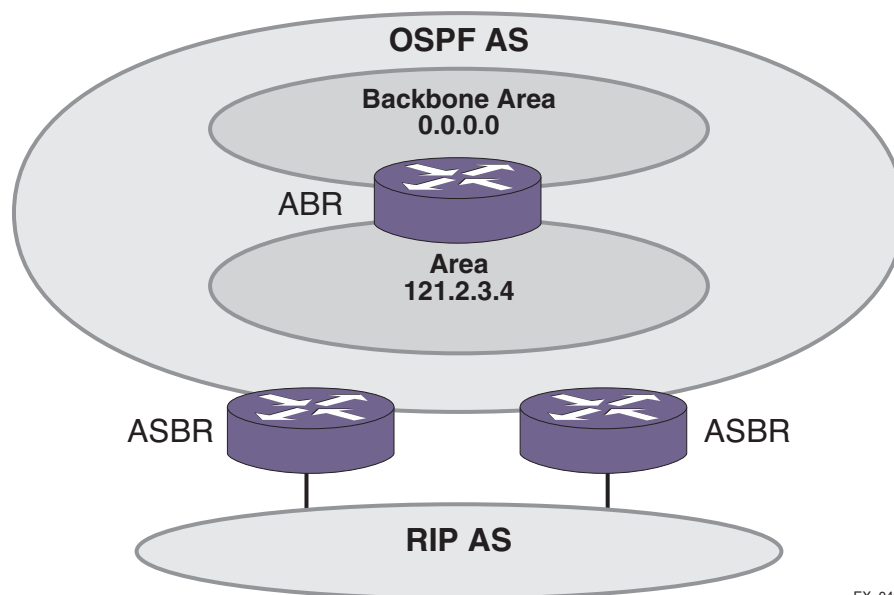 OSPF AS
Backbone Area
0.0.0.0
ABR
Area
121.2.3.4
ASBR
ASBR
RIP AS